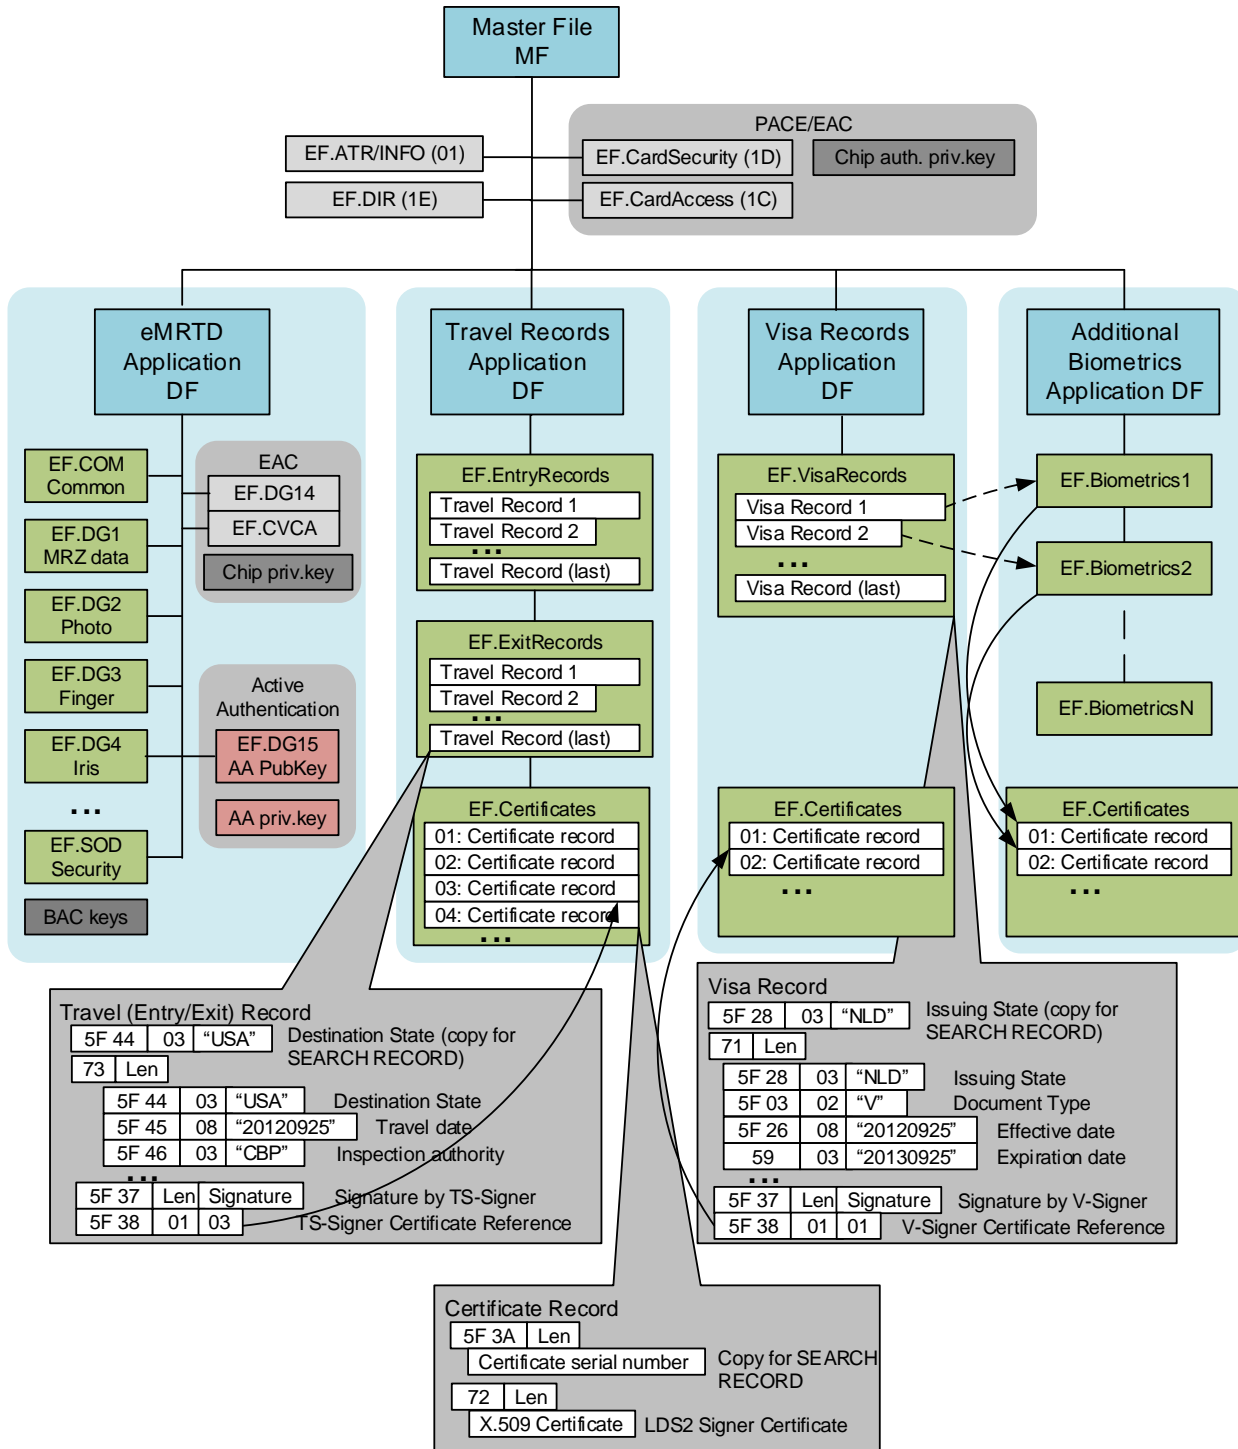 Master File
MF
PACE/EAC
EF.ATR/INFO (01)
EF.CardSecurity (1D)
Chip auth. priv.key
EF.DIR (1E)
EF.CardAccess (1C)
eMRTD
Application
DF
EF.COM
Common
EF.DG1
MRZ data
EF.DG2
Photo
EF.DG3
Finger
EF.DG4
Iris
...
EF.SOD
Security
BAC keys
EAC
EF.DG14
EF.CVCA
Chip priv.key
Active
Authentication
EF.DG15
AA PubKey
AA priv.key
Travel Records
Application
DF
EF.EntryRecords
Travel Record 1
Travel Record 2
...
Travel Record (last)
EF.ExitRecords
Travel Record 1
Travel Record 2
...
Travel Record (last)
EF.Certificates
01: Certificate record
02: Certificate record
03: Certificate record
04: Certificate record
...
Visa Records
Application
DF
EF.VisaRecords
Visa Record 1
Visa Record 2
...
Visa Record (last)
EF.Certificates
01: Certificate record
02: Certificate record
...
Additional
Biometrics
Application DF
EF.Biometrics1
EF.Biometrics2
EF.BiometricsN
EF.Certificates
01: Certificate record
02: Certificate record
...
Travel (Entry/Exit) Record
5F 44 03 “USA” Destination State (copy for
SEARCH RECORD)
73 Len
5F 44 03 “USA” Destination State
5F 45 08 “20120925” Travel date
5F 46 03 “CBP” Inspection authority
...
5F 37 Len Signature Signature by TS-Signer
5F 38 01 03 TS-Signer Certificate Reference
Visa Record
5F 28 03 “NLD” Issuing State (copy for
SEARCH RECORD)
71 Len
5F 28 03 “NLD” Issuing State
5F 03 02 “V” Document Type
5F 26 08 “20120925” Effective date
59 03 “20130925” Expiration date
...
5F 37 Len Signature Signature by V-Signer
5F 38 01 01 V-Signer Certificate Reference
Certificate Record
5F 3A Len
Certificate serial number Copy for SEARCH
RECORD
72 Len
X.509 Certificate LDS2 Signer Certificate